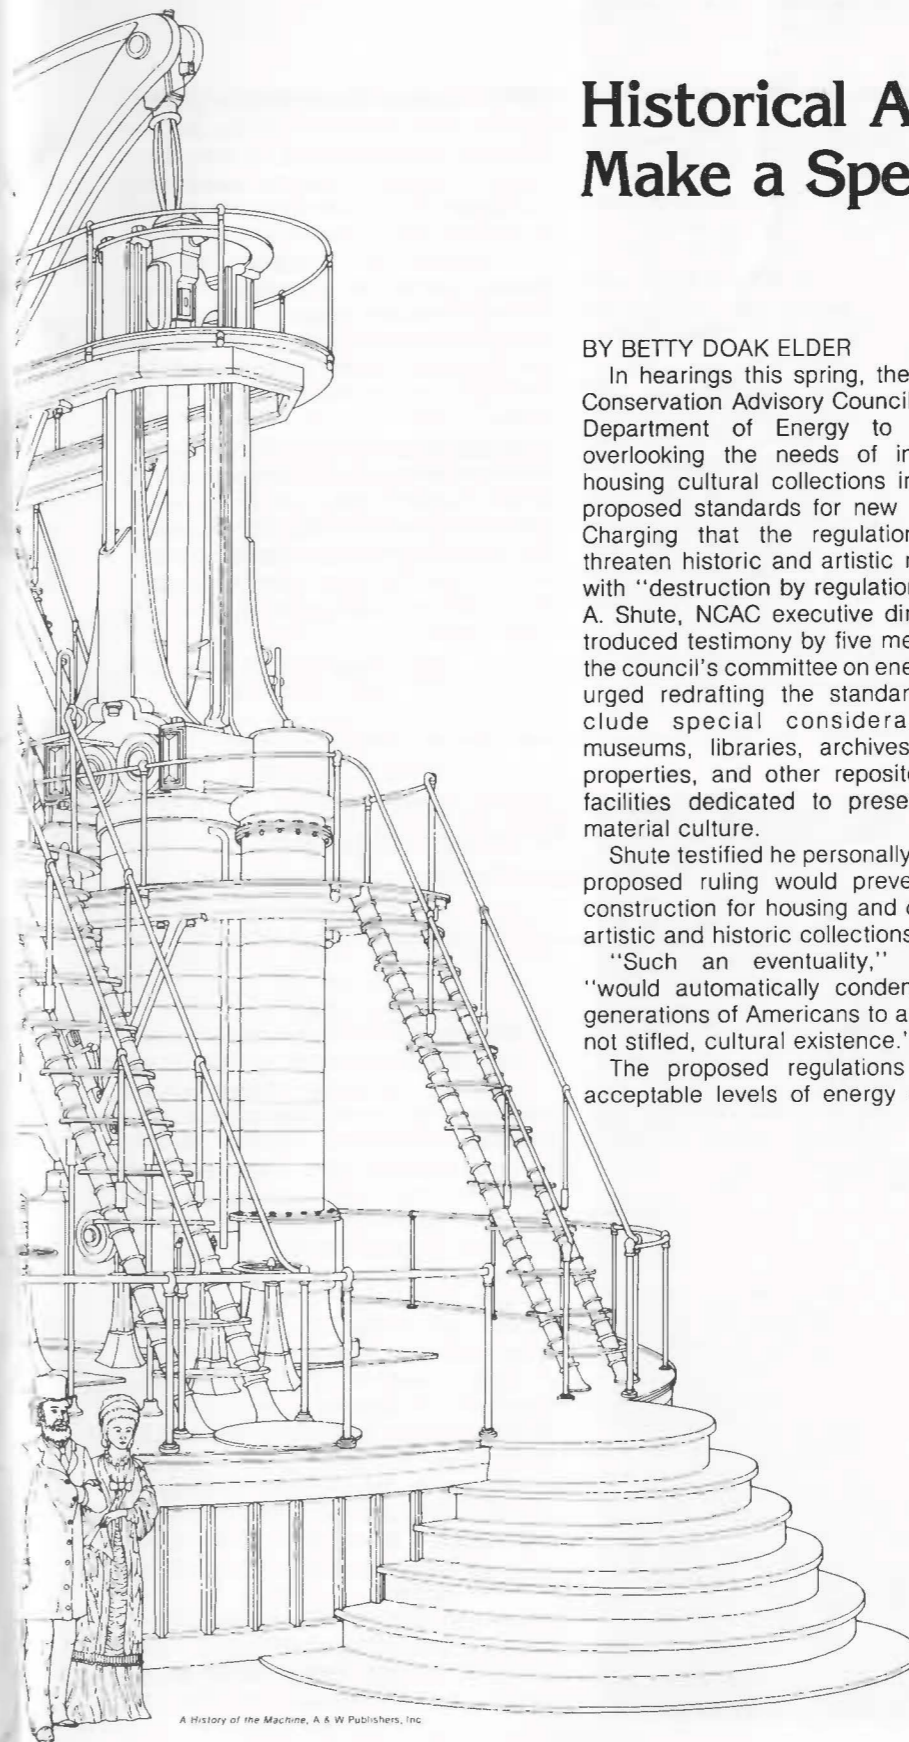 Historical A
Make a Spe
BY BETTY DOAK ELDER
In hearings this spring, the
Conservation Advisory Council
Department of Energy to
overlooking the needs of in
housing cultural collections in
proposed standards for new
Charging that the regulation
threaten historic and artistic r
with "destruction by regulation
A. Shute, NCAC executive dir
troduced testimony by five me
the council's committee on ene
urged redrafting the standar
clude special considera
museums, libraries, archives
properties, and other reposito
facilities dedicated to prese
material culture.
Shute testified he personally
proposed ruling would preve
construction for housing and c
artistic and historic collections
"Such an eventuality,"
"would automatically conden
generations of Americans to a
not stifled, cultural existence."
The proposed regulations
acceptable levels of energy
A History of the Machine, A & W Publishers, Inc